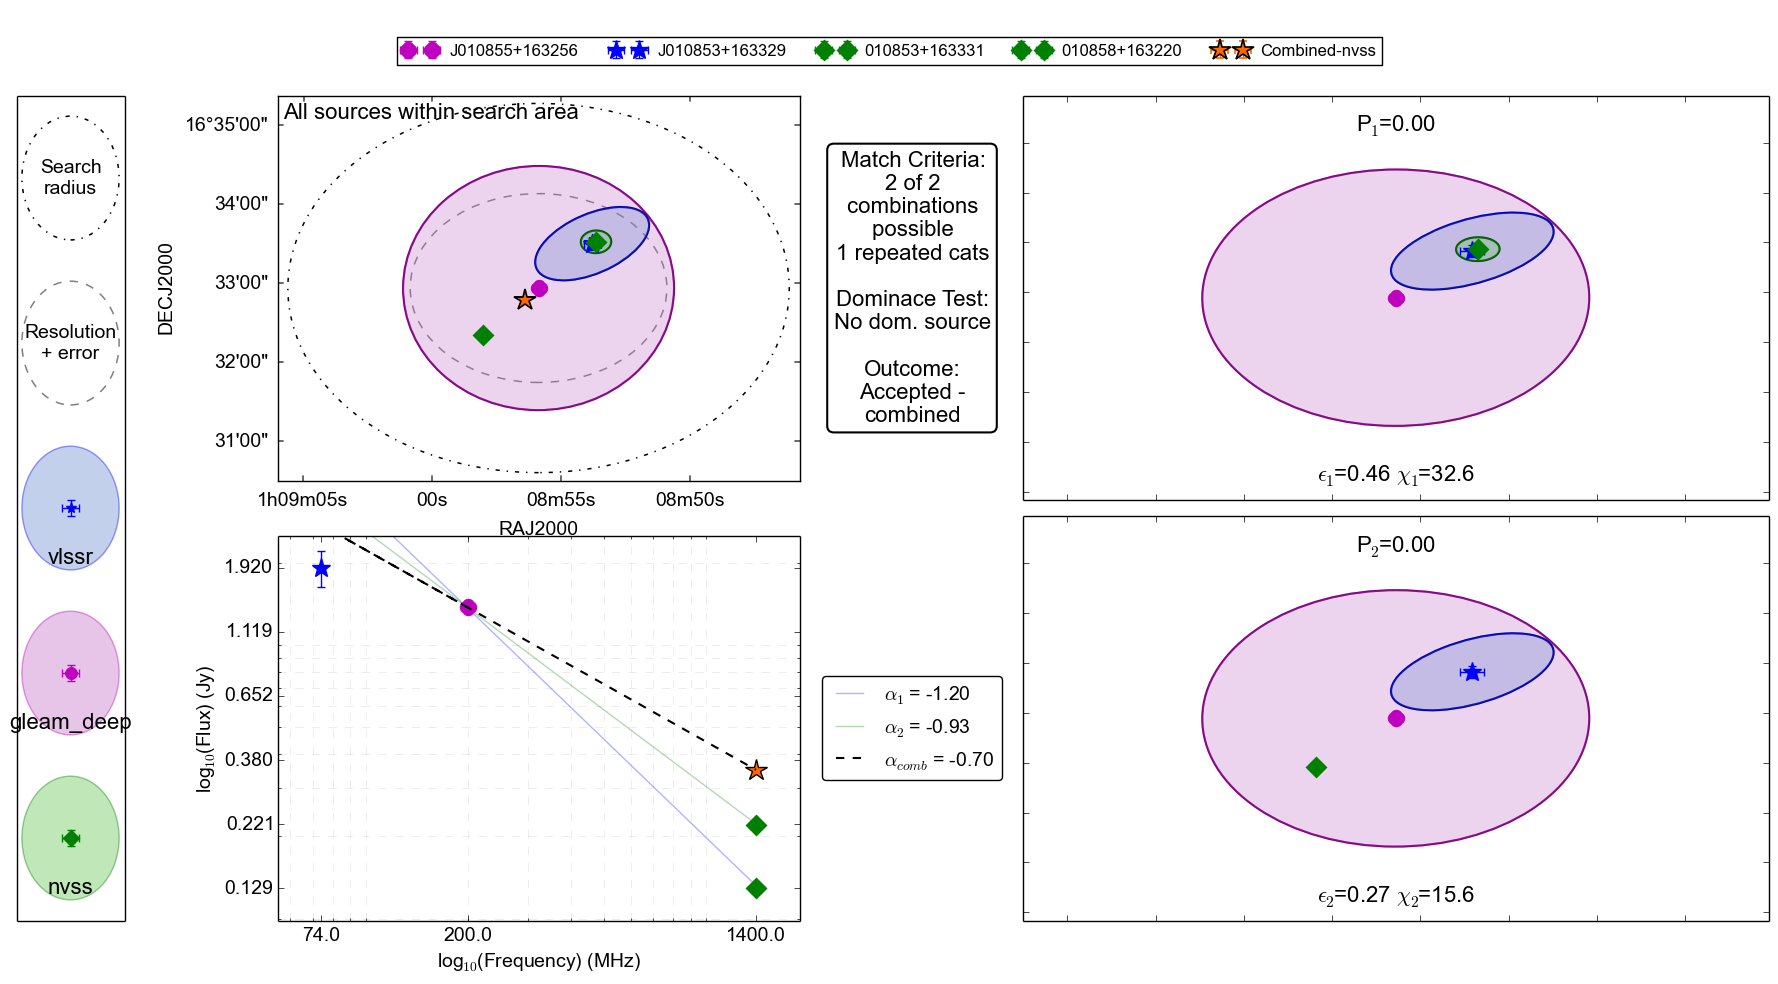 J010855+163256 J010853+163329 010853+163331 010858+163220 Combined-nvss
Search
radius
Resolution
+ error
vlssr
gleam_deep
nvss
All sources within search area
16°35'00"
34'00"
33'00"
32'00"
31'00"
DECJ2000
1h09m05s 00s 08m55s 08m50s
RAJ2000
Match Criteria:
2 of 2
combinations
possible
1 repeated cats
Dominace Test:
No dom. source
Outcome:
Accepted -
combined
P₁=0.00
ϵ₁=0.46 χ₁=32.6
1.920
1.119
0.652
0.380
0.221
0.129
log₁₀(Flux) (Jy)
74.0 200.0 1400.0
log₁₀(Frequency) (MHz)
α₁ = -1.20
α₂ = -0.93
α_comb = -0.70
P₂=0.00
ϵ₂=0.27 χ₂=15.6